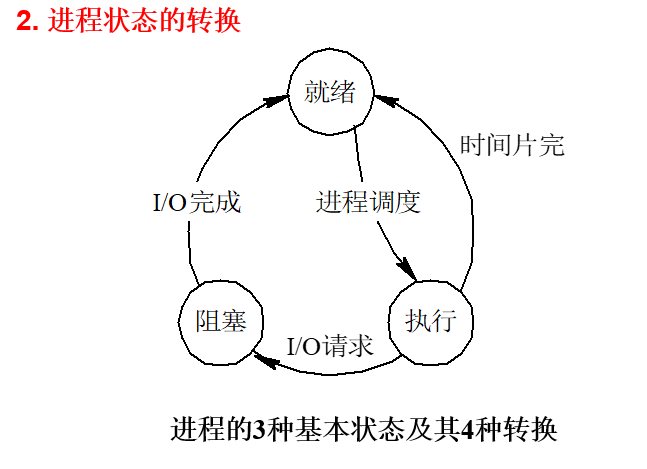 2. 进程状态的转换
就绪
时间片完
I/O完成
进程调度
阻塞
执行
I/O请求
进程的3种基本状态及其4种转换